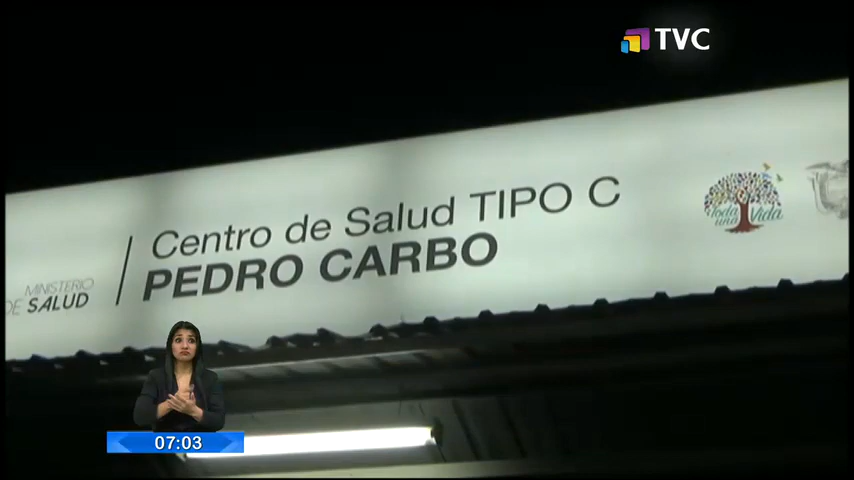 TVC
Centro de Salud TIPO C
PEDRO CARBO
MINISTERIO
DE SALUD
Toda
una Vida
07:03